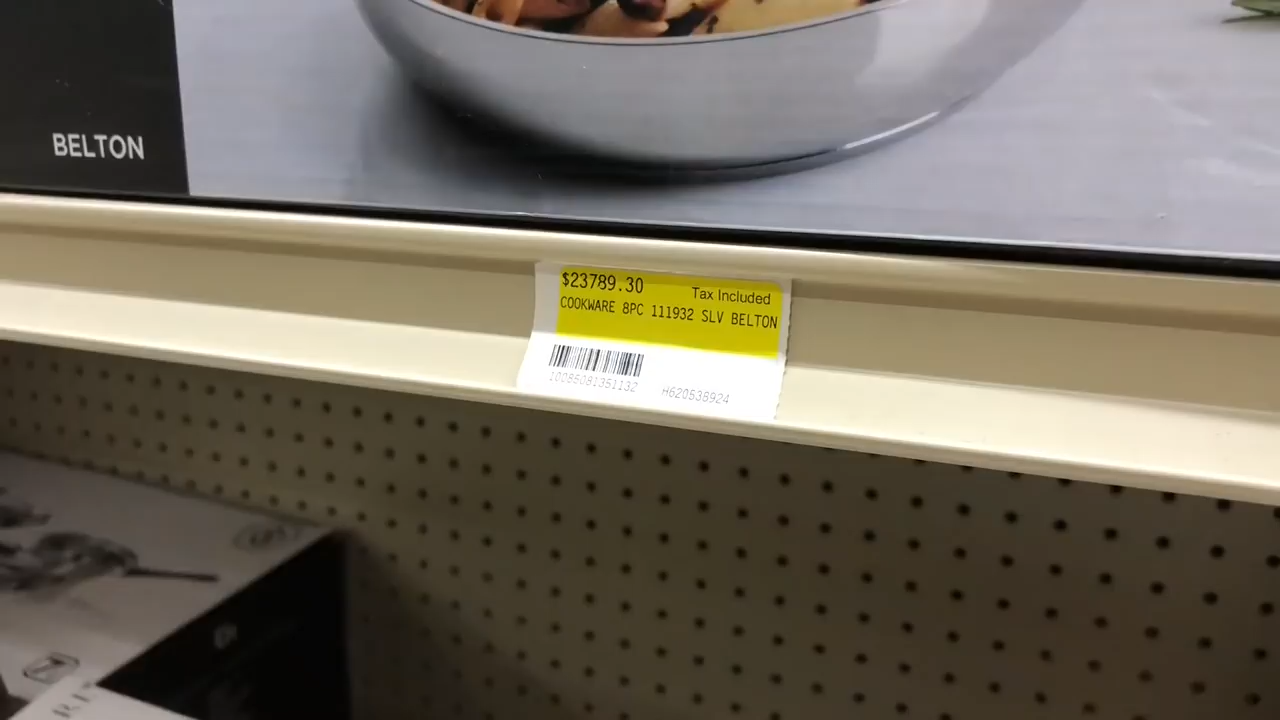 BELTON
$23789.30 Tax Included
COOKWARE 8PC 111932 SLV BELTON
10085081351132 H620538924